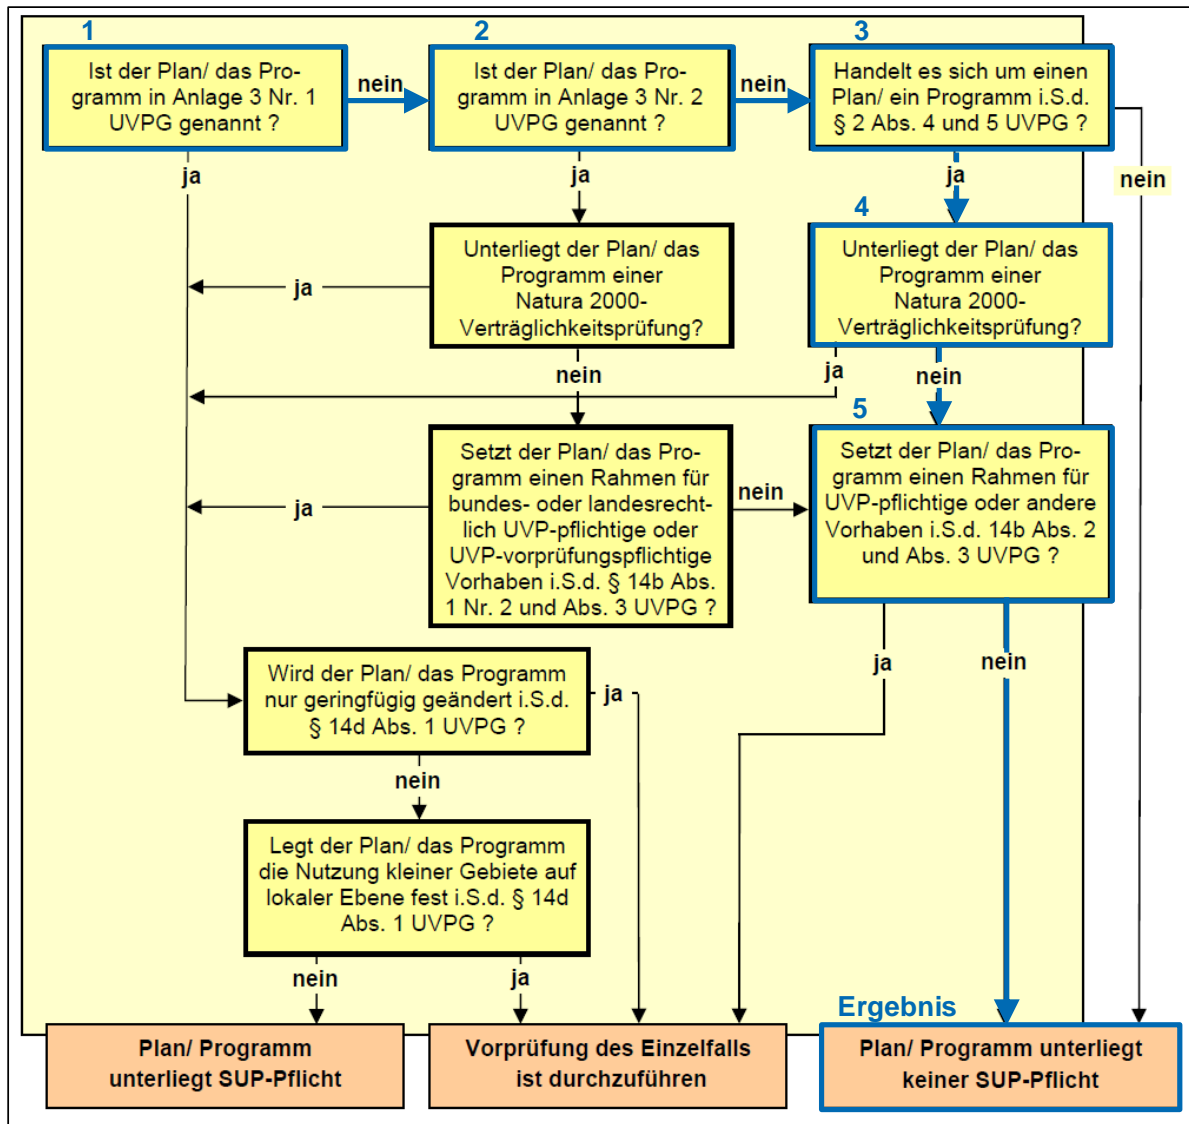 1
2
3
Ist der Plan/ das Pro-
gramm in Anlage 3 Nr. 1
UVPG genannt ?
nein
Ist der Plan/ das Pro-
gramm in Anlage 3 Nr. 2
UVPG genannt ?
nein
Handelt es sich um einen
Plan/ ein Programm i.S.d.
§ 2 Abs. 4 und 5 UVPG ?
ja
ja
ja
nein
4
Unterliegt der Plan/ das
Programm einer
Natura 2000-
Verträglichkeitsprüfung?
ja
Unterliegt der Plan/ das
Programm einer
Natura 2000-
Verträglichkeitsprüfung?
nein
ja
nein
5
Setzt der Plan/ das Pro-
gramm einen Rahmen für
bundes- oder landesrecht-
lich UVP-pflichtige oder
UVP-vorprüfungspflichtige
Vorhaben i.S.d. § 14b Abs.
1 Nr. 2 und Abs. 3 UVPG ?
ja
nein
Setzt der Plan/ das Pro-
gramm einen Rahmen für
UVP-pflichtige oder andere
Vorhaben i.S.d. 14b Abs. 2
und Abs. 3 UVPG ?
ja
nein
Wird der Plan/ das Programm
nur geringfügig geändert i.S.d.
§ 14d Abs. 1 UVPG ?
ja
nein
Legt der Plan/ das Programm
die Nutzung kleiner Gebiete auf
lokaler Ebene fest i.S.d. § 14d
Abs. 1 UVPG ?
nein
ja
Ergebnis
Plan/ Programm
unterliegt SUP-Pflicht
Vorprüfung des Einzelfalls
ist durchzuführen
Plan/ Programm unterliegt
keiner SUP-Pflicht